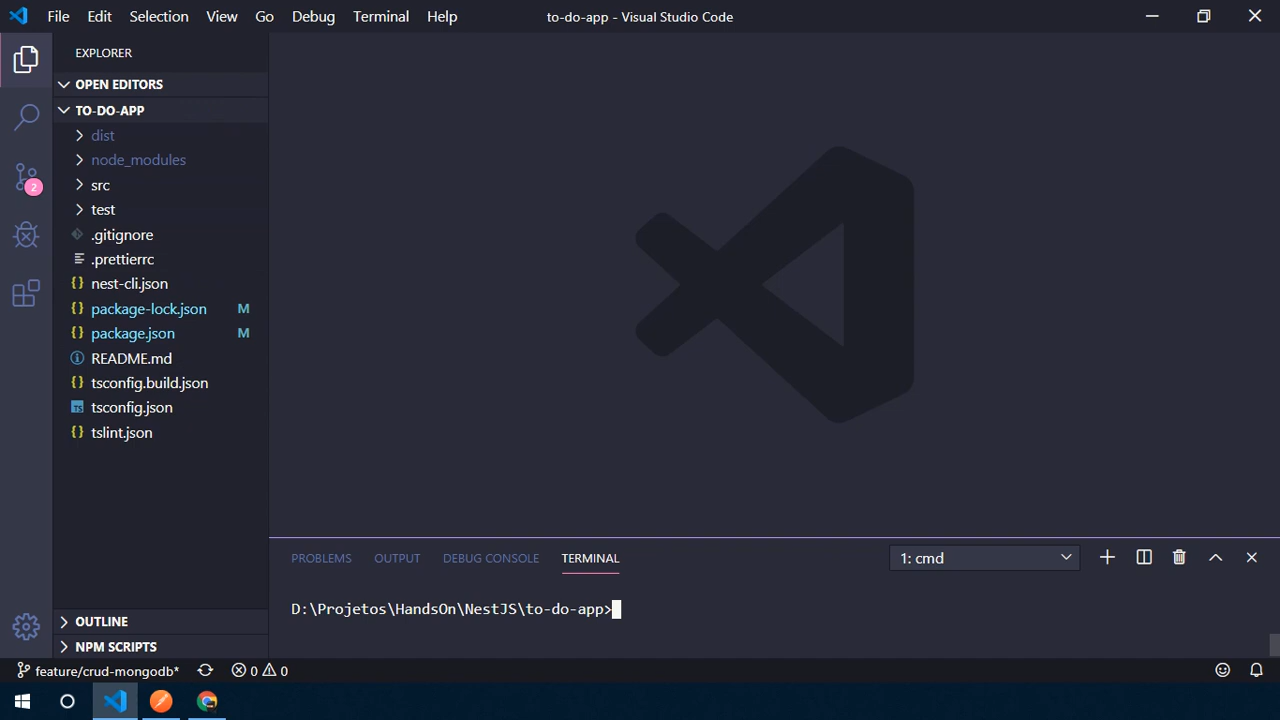 File Edit Selection View Go Debug Terminal Help to-do-app - Visual Studio Code
EXPLORER
OPEN EDITORS
TO-DO-APP
dist
node_modules
src
test
.gitignore
.prettierrc
nest-cli.json
package-lock.json M
package.json M
README.md
tsconfig.build.json
tsconfig.json
tslint.json
OUTLINE
NPM SCRIPTS
2
PROBLEMS OUTPUT DEBUG CONSOLE TERMINAL 1: cmd
D:\Projetos\HandsOn\NestJS\to-do-app>
feature/crud-mongodb* 0 0